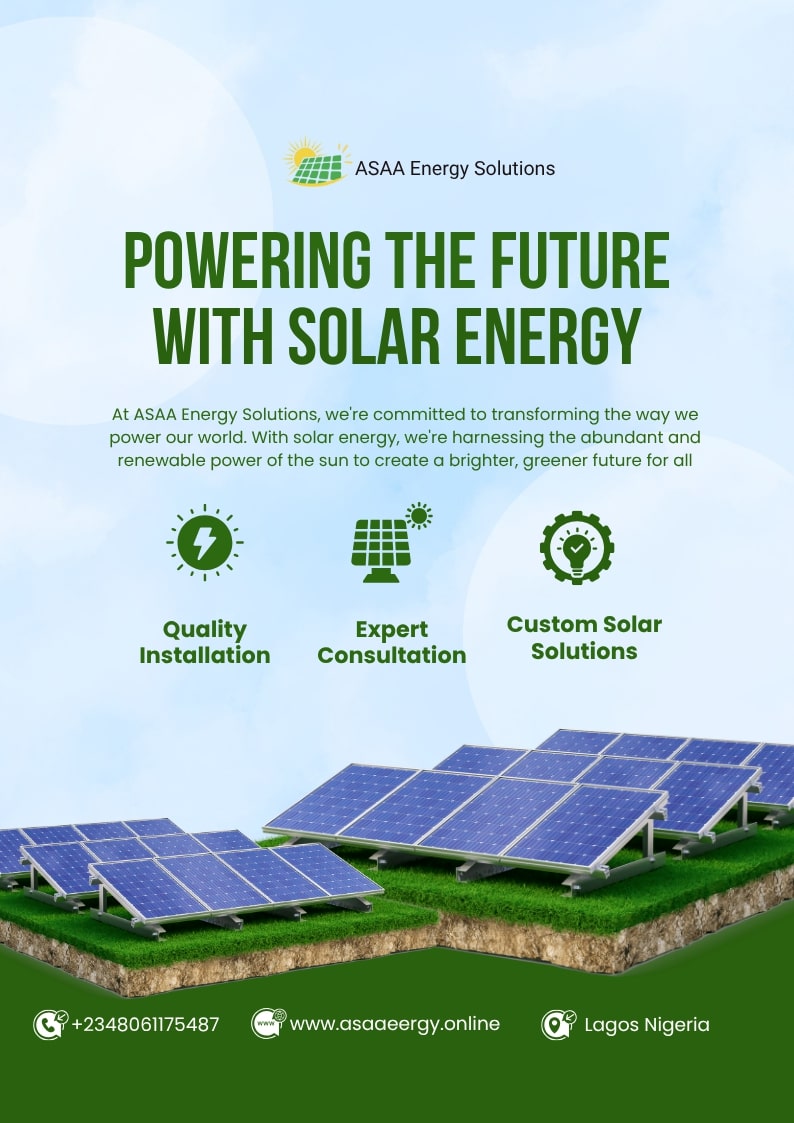 ASAA Energy Solutions
POWERING THE FUTURE
WITH SOLAR ENERGY
At ASAA Energy Solutions, we're committed to transforming the way we
power our world. With solar energy, we're harnessing the abundant and
renewable power of the sun to create a brighter, greener future for all
Quality
Installation
Expert
Consultation
Custom Solar
Solutions
+2348061175487
www
www.asaaeergy.online
Lagos Nigeria